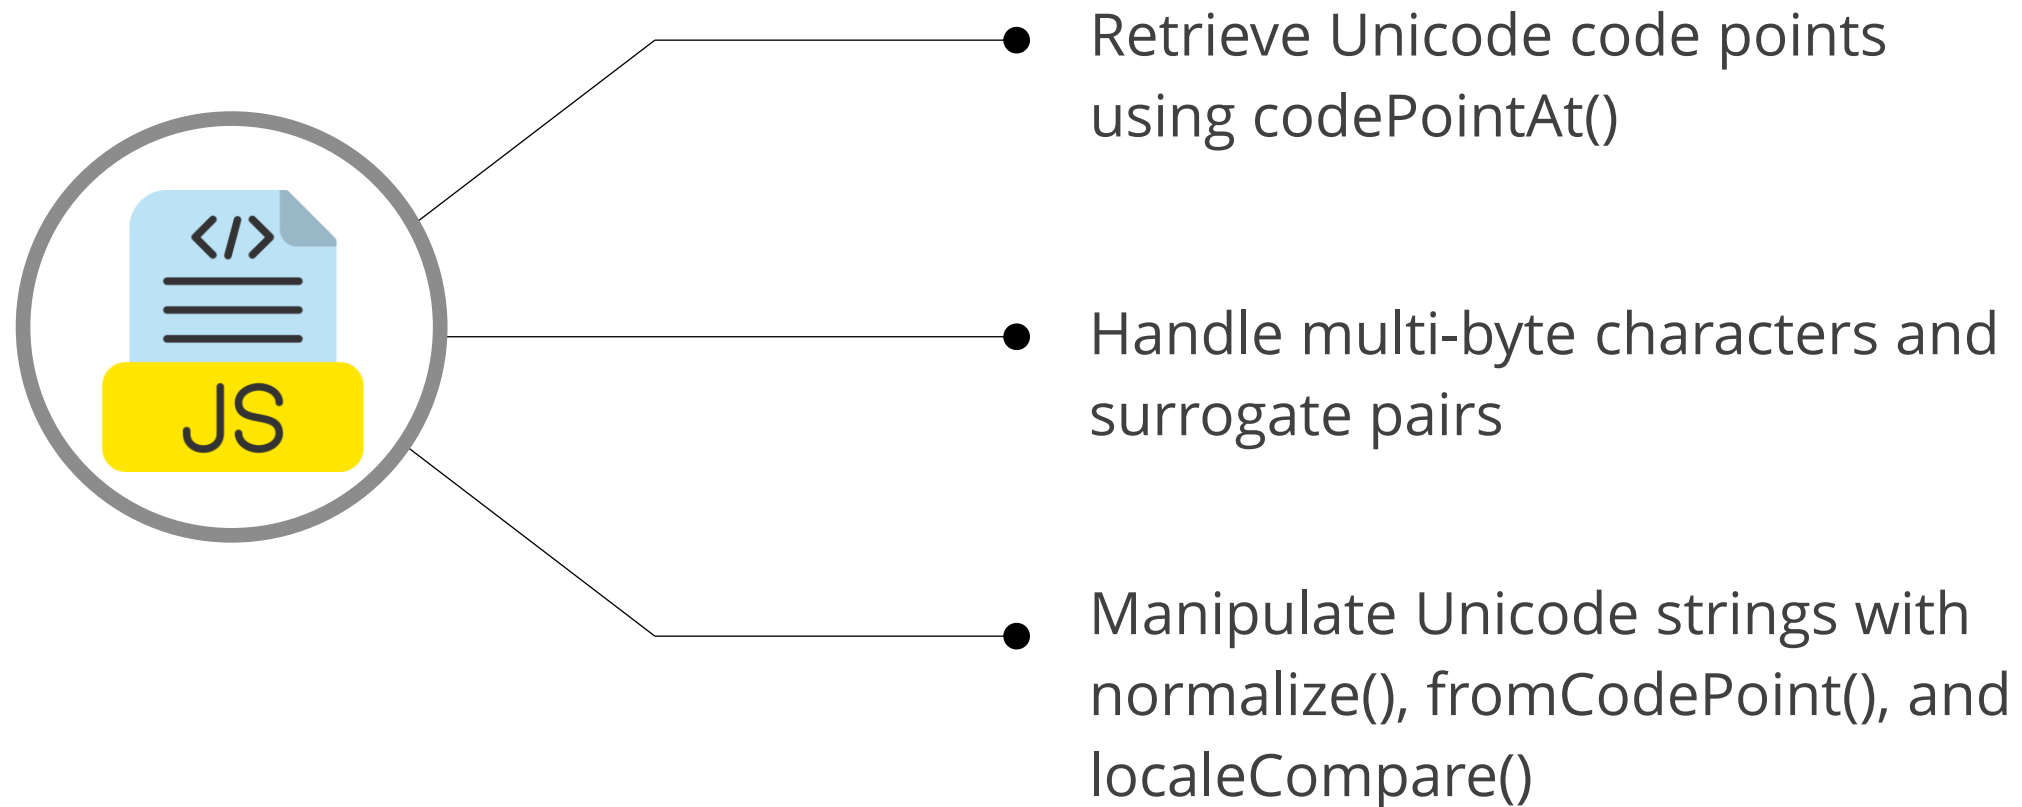 Retrieve Unicode code points
using codePointAt()
</>
JS
Handle multi-byte characters and
surrogate pairs
Manipulate Unicode strings with
normalize(), fromCodePoint(), and
localeCompare()